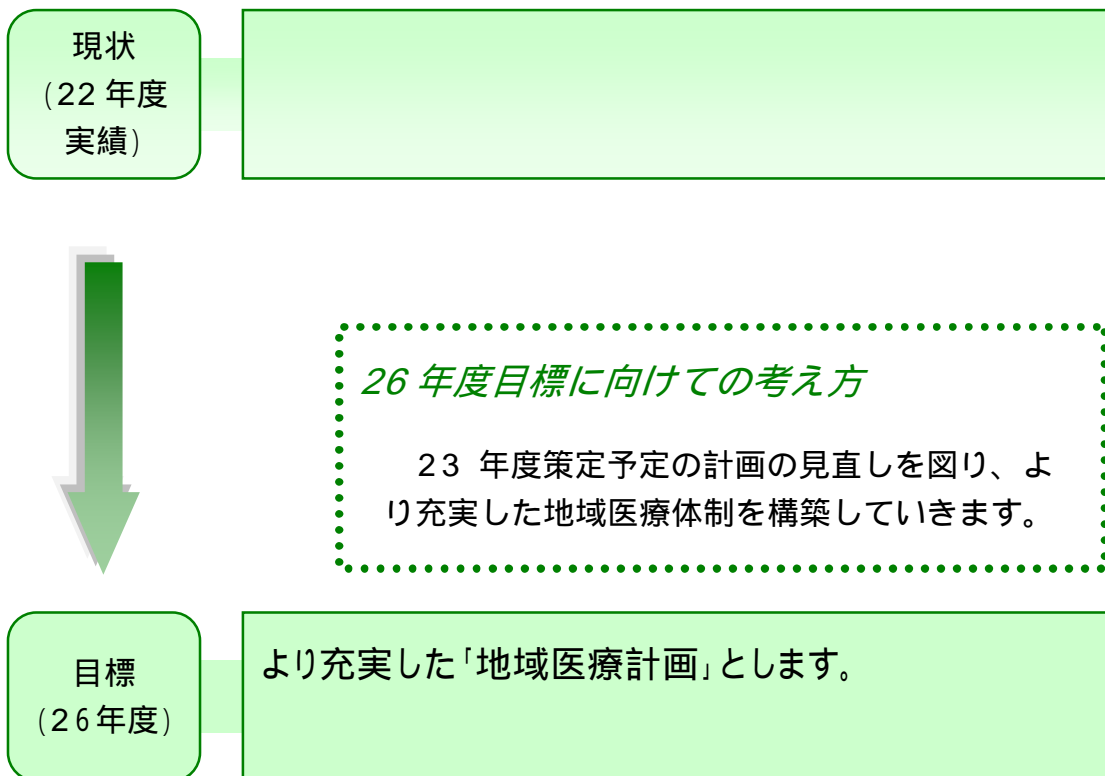 現状
(22年度
実績)
26年度目標に向けての考え方
23 年度策定予定の計画の見直しを図り、よ
り充実した地域医療体制を構築していきます。
目標
(26年度)
より充実した「地域医療計画」とします。